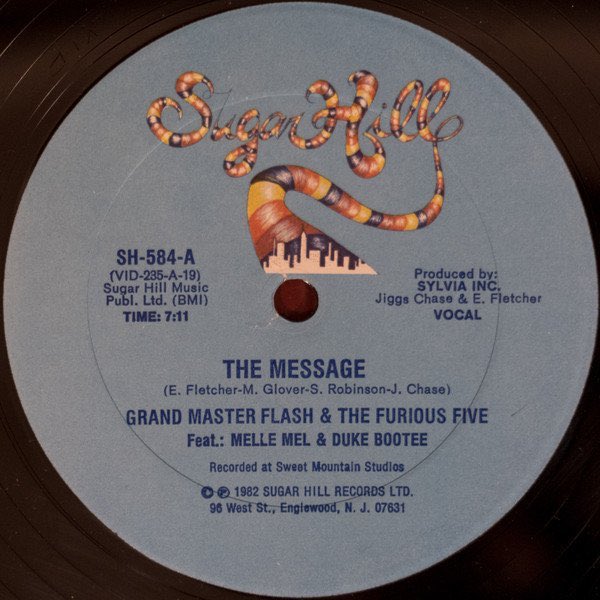 Sugar Hill
SH-584-A
(VID-235-A-19)
Sugar Hill Music
Publ. Ltd. (BMI)
TIME: 7:11
Produced by:
SYLVIA INC.
Jiggs Chase & E. Fletcher
VOCAL
THE MESSAGE
(E. Fletcher-M. Glover-S. Robinson-J. Chase)
GRAND MASTER FLASH & THE FURIOUS FIVE
Feat.: MELLE MEL & DUKE BOOTEE
Recorded at Sweet Mountain Studios
© ℗ 1982 SUGAR HILL RECORDS LTD.
96 West St., Englewood, N. J. 07631